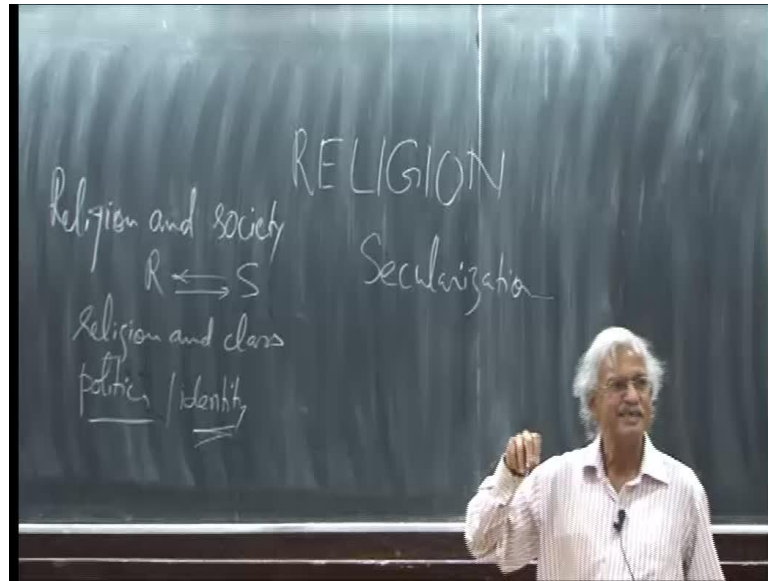 RELIGION
Secularization
Religion and society
R ⇄ S
Religion and class
politics / identity